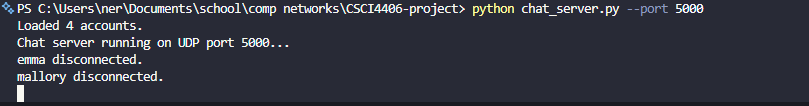 PS C:\Users\ner\Documents\school\comp networks\CSCI4406-project> python chat_server.py --port 5000
Loaded 4 accounts.
Chat server running on UDP port 5000...
emma disconnected.
mallory disconnected.